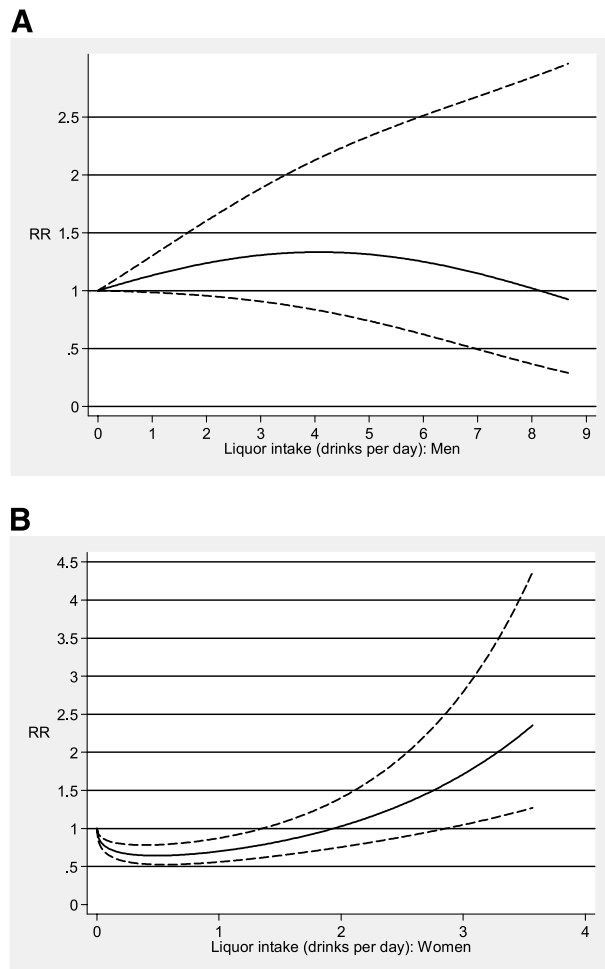 A
2.5
2
RR 1.5
1
.5
0
0 1 2 3 4 5 6 7 8 9
Liquor intake (drinks per day): Men
B
4.5
4
3.5
3
2.5
RR
2
1.5
1
.5
0
0 1 2 3 4
Liquor intake (drinks per day): Women